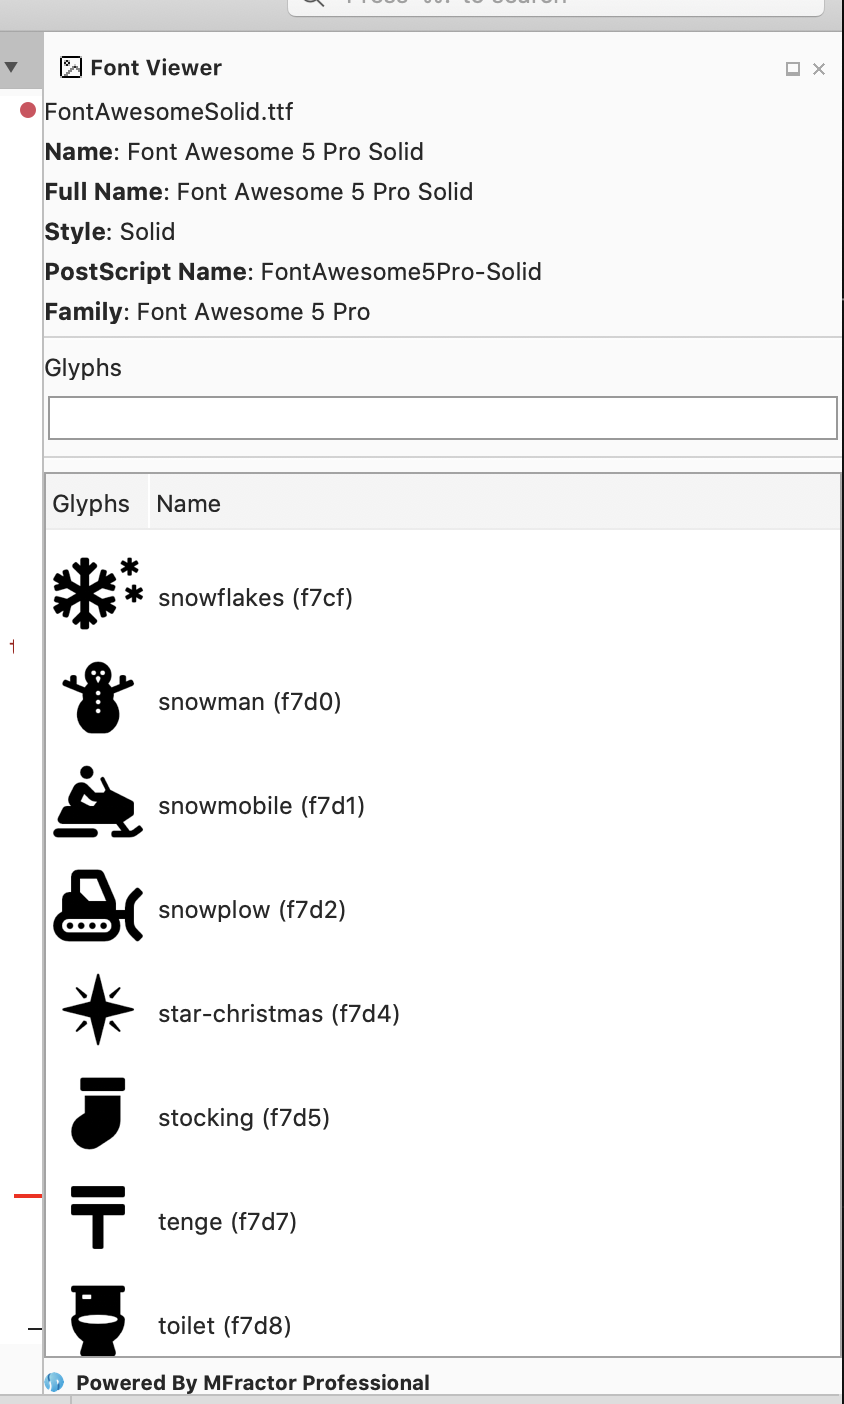 Font Viewer
FontAwesomeSolid.ttf
Name: Font Awesome 5 Pro Solid
Full Name: Font Awesome 5 Pro Solid
Style: Solid
PostScript Name: FontAwesome5Pro-Solid
Family: Font Awesome 5 Pro
Glyphs
Glyphs Name
snowflakes (f7cf)
snowman (f7d0)
snowmobile (f7d1)
snowplow (f7d2)
star-christmas (f7d4)
stocking (f7d5)
tenge (f7d7)
toilet (f7d8)
Powered By MFractor Professional